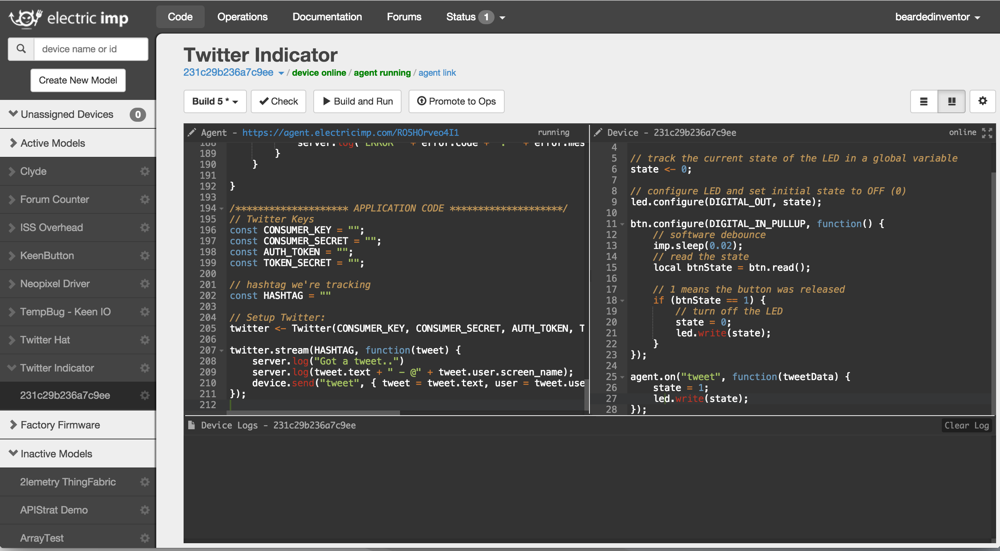 electric imp
Code Operations Documentation Forums Status 1
beardedinventor
device name or id
Create New Model
Unassigned Devices 0
Active Models
Clyde
Forum Counter
ISS Overhead
KeenButton
Neopixel Driver
TempBug - Keen IO
Twitter Hat
Twitter Indicator
231c29b236a7c9ee
Factory Firmware
Inactive Models
2lemetry ThingFabric
APIStrat Demo
ArrayTest
Twitter Indicator
231c29b236a7c9ee / device online / agent running / agent link
Build 5 * Check Build and Run Promote to Ops
Agent - https://agent.electricimp.com/RO5HOrveo4I1 running
188 server.log("ERROR " + error.code + ": " + error.mes
189 }
190 }
191
192 }
193
194 /******************** APPLICATION CODE ********************/
195 // Twitter Keys
196 const CONSUMER_KEY = "";
197 const CONSUMER_SECRET = "";
198 const AUTH_TOKEN = "";
199 const TOKEN_SECRET = "";
200
201 // hashtag we're tracking
202 const HASHTAG = ""
203
204 // Setup Twitter:
205 twitter <- Twitter(CONSUMER_KEY, CONSUMER_SECRET, AUTH_TOKEN, T
206
207 twitter.stream(HASHTAG, function(tweet) {
208 server.log("Got a tweet..")
209 server.log(tweet.text + " - @" + tweet.user.screen_name);
210 device.send("tweet", { tweet = tweet.text, user = tweet.use
211 });
212
Device - 231c29b236a7c9ee online
4
5 // track the current state of the LED in a global variable
6 state <- 0;
7
8 // configure LED and set initial state to OFF (0)
9 led.configure(DIGITAL_OUT, state);
10
11 btn.configure(DIGITAL_IN_PULLUP, function() {
12 // software debounce
13 imp.sleep(0.02);
14 // read the state
15 local btnState = btn.read();
16
17 // 1 means the button was released
18 if (btnState == 1) {
19 // turn off the LED
20 state = 0;
21 led.write(state);
22 }
23 });
24
25 agent.on("tweet", function(tweetData) {
26 state = 1;
27 led.write(state);
28 });
Device Logs - 231c29b236a7c9ee Clear Log